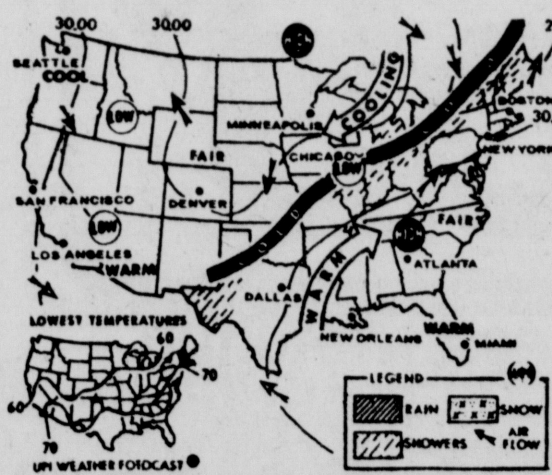 30.00
30.00
SEATTLE
COOL
LOW
MINNEAPOLIS
COOLING
BOSTON
30.
NEW YORK
FAIR
CHICAGO
LOW
SAN FRANCISCO
DENVER
COLD
LOW
FAIR
LOS ANGELES
WARM
WARM
ATLANTA
DALLAS
NEW ORLEANS
WARM
MIAMI
LOWEST TEMPERATURES
60
70
60
70
UPI WEATHER FOTOCAST
LEGEND
RAIN
SNOW
SHOWERS
AIR
FLOW